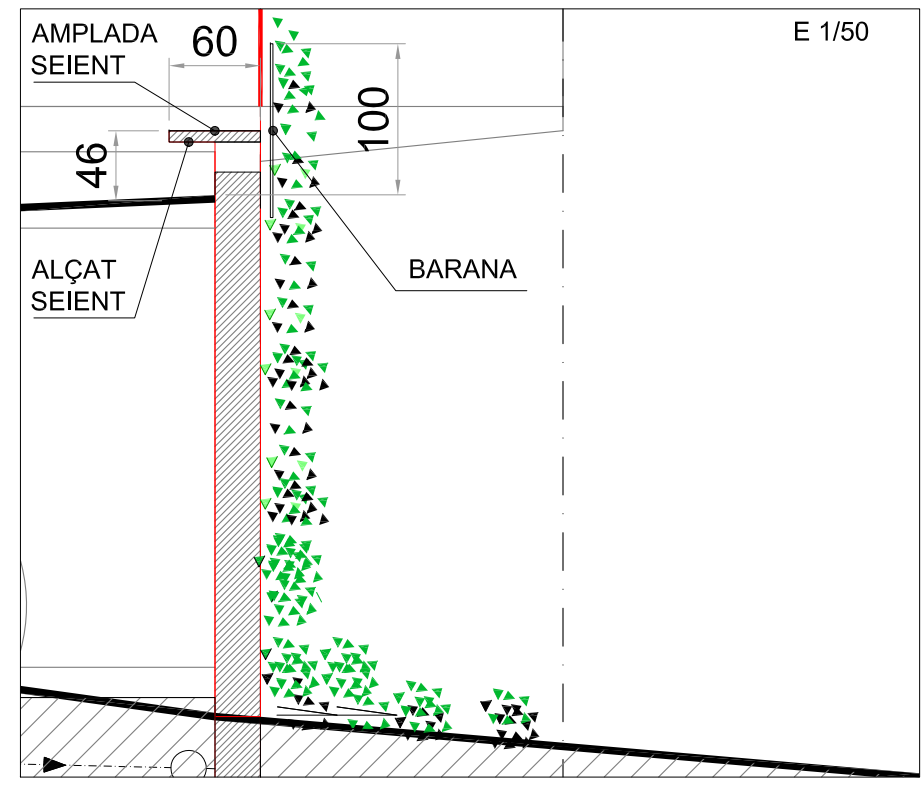 AMPLADA
SEIENT
60
E 1/50
100
46
ALÇAT
SEIENT
BARANA